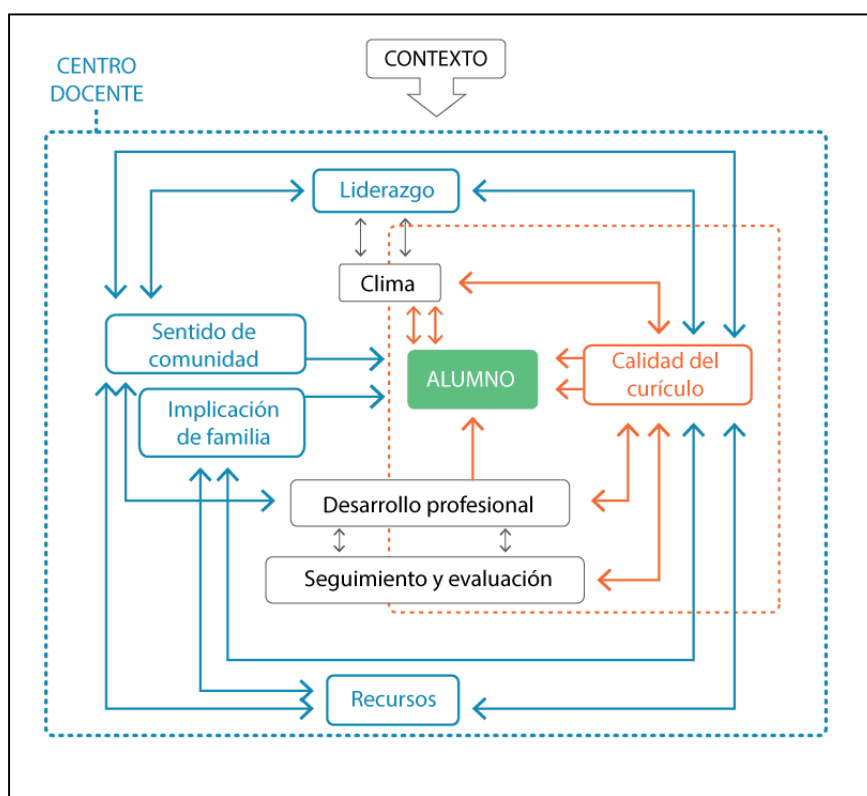 CONTEXTO
CENTRO
DOCENTE
Liderazgo
Clima
Sentido de
comunidad
ALUMNO
Calidad del
curículo
Implicación
de familia
Desarrollo profesional
Seguimiento y evaluación
Recursos